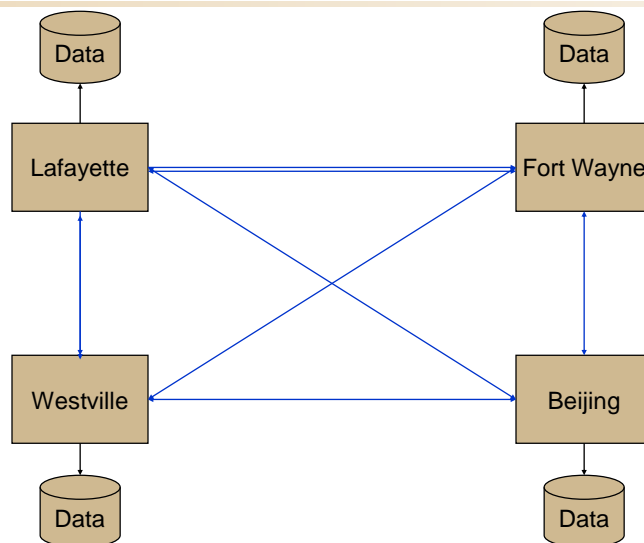 Data
Data
Lafayette
Fort Wayne
Westville
Beijing
Data
Data